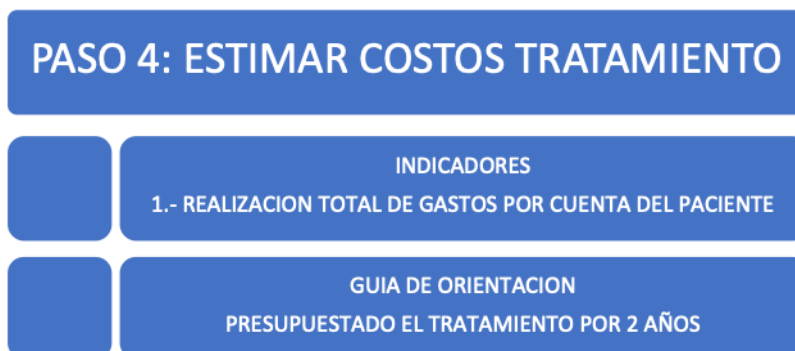 PASO 4: ESTIMAR COSTOS TRATAMIENTO
INDICADORES
1.- REALIZACION TOTAL DE GASTOS POR CUENTA DEL PACIENTE
GUIA DE ORIENTACION
PRESUPUESTADO EL TRATAMIENTO POR 2 AÑOS